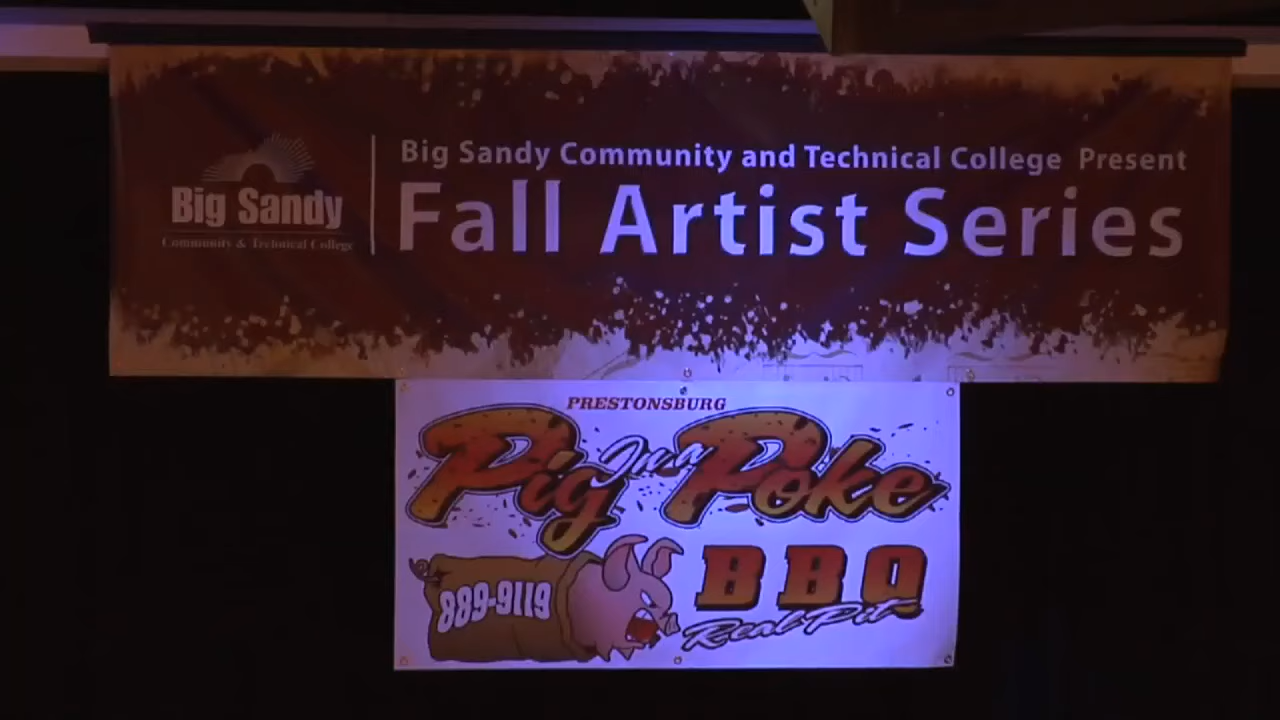 Big Sandy Community and Technical College Present
Fall Artist Series
Big Sandy
Community & Technical College
PRESTONSBURG
Pig In a Poke
BBQ
Real Pit
889-9119